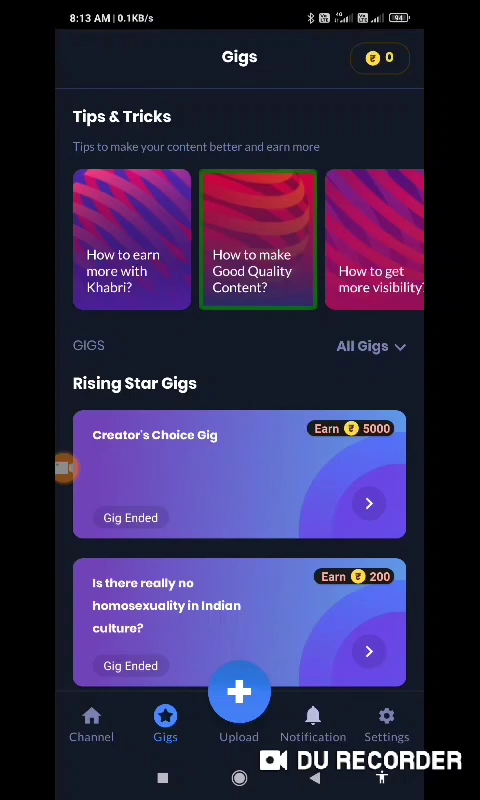 8:13 AM | 0.1KB/s
94
Gigs
0
Tips & Tricks
Tips to make your content better and earn more
How to earn
more with
Khabri?
How to make
Good Quality
Content?
How to get
more visibility?
GIGS
All Gigs
Rising Star Gigs
Creator's Choice Gig
Earn ₹ 5000
Gig Ended
Is there really no
homosexuality in Indian
culture?
Earn ₹ 200
Gig Ended
Channel
Gigs
Upload
Notification
Settings
DU RECORDER